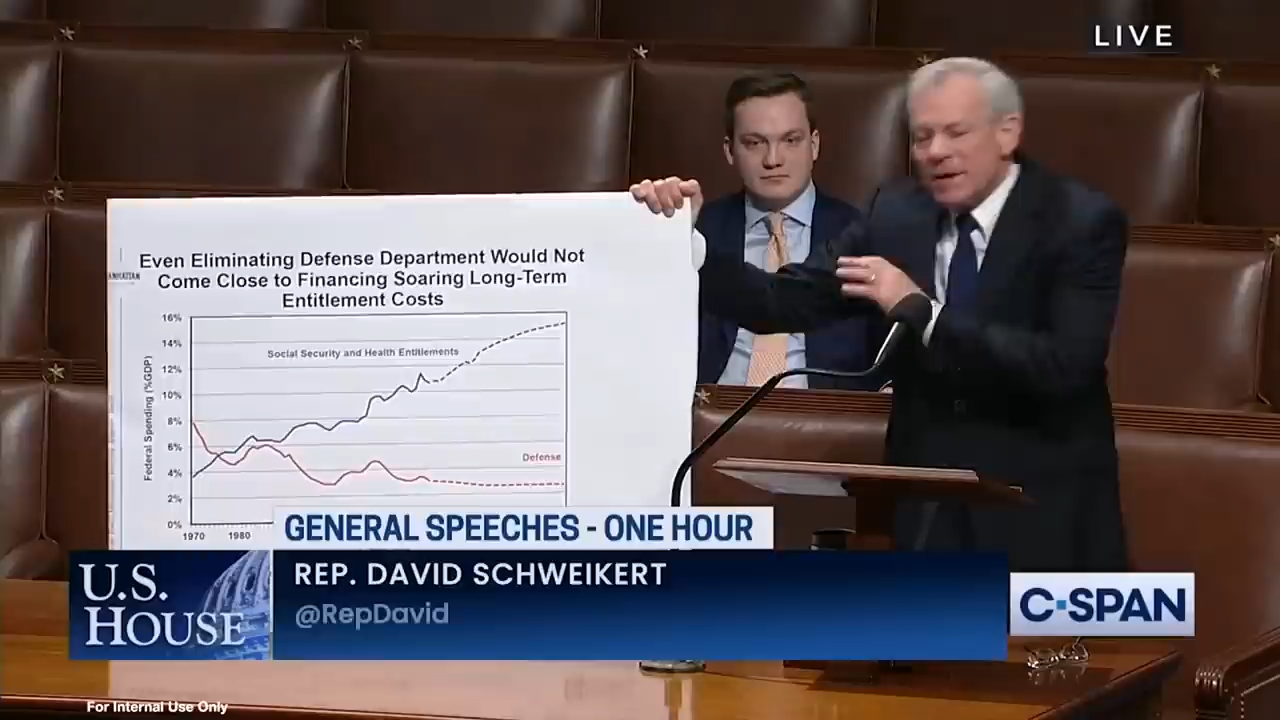 LIVE
Even Eliminating Defense Department Would Not
Come Close to Financing Soaring Long-Term
Entitlement Costs
MANHATTAN
16%
14%
12%
10%
8%
6%
4%
2%
0%
Federal Spending (%GDP)
Social Security and Health Entitlements
Defense
1970 1980
GENERAL SPEECHES - ONE HOUR
U.S.
HOUSE
REP. DAVID SCHWEIKERT
@RepDavid
C·SPAN
For Internal Use Only